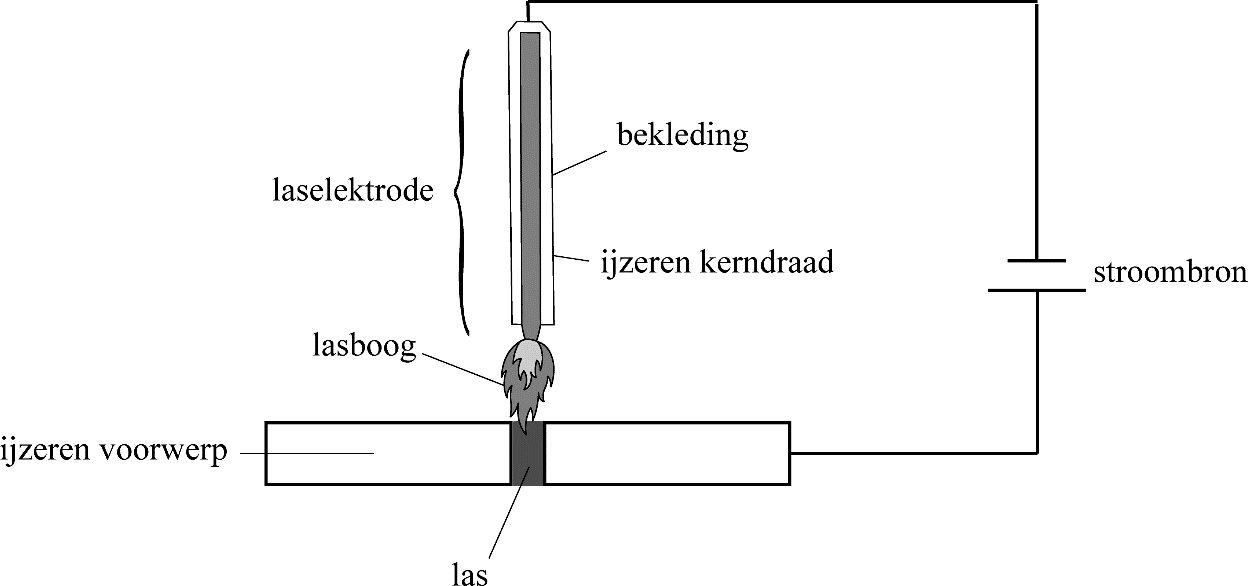 bekleding
laselektrode
ijzeren kerndraad
stroombron
lasboog
ijzeren voorwerp
las